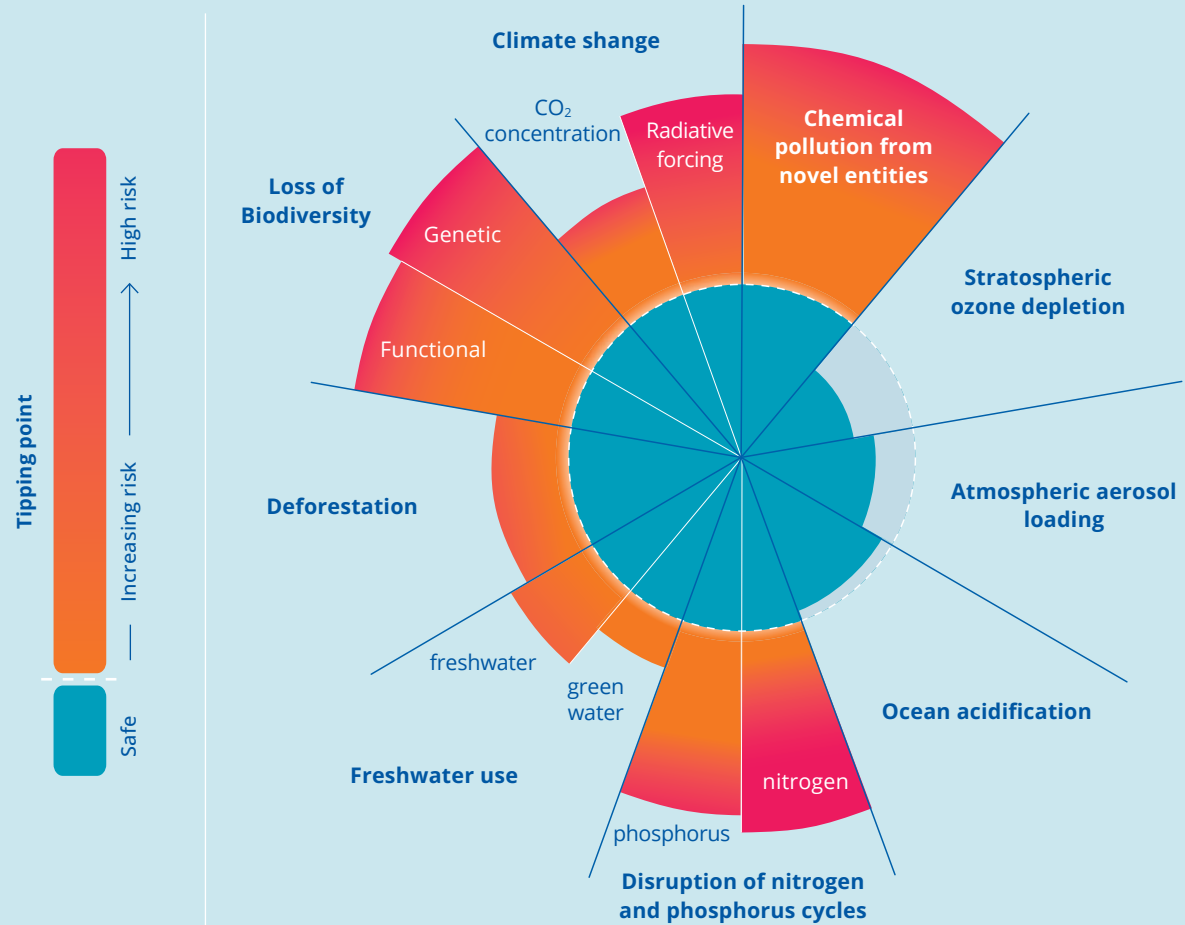 Climate shange
CO₂
concentration
Radiative
forcing
Chemical
pollution from
novel entities
Loss of
Biodiversity
Genetic
Functional
Stratospheric
ozone depletion
Deforestation
Atmospheric aerosol
loading
freshwater
green
water
Freshwater use
Ocean acidification
nitrogen
phosphorus
Disruption of nitrogen
and phosphorus cycles
Tipping point
High risk
Increasing risk
Safe